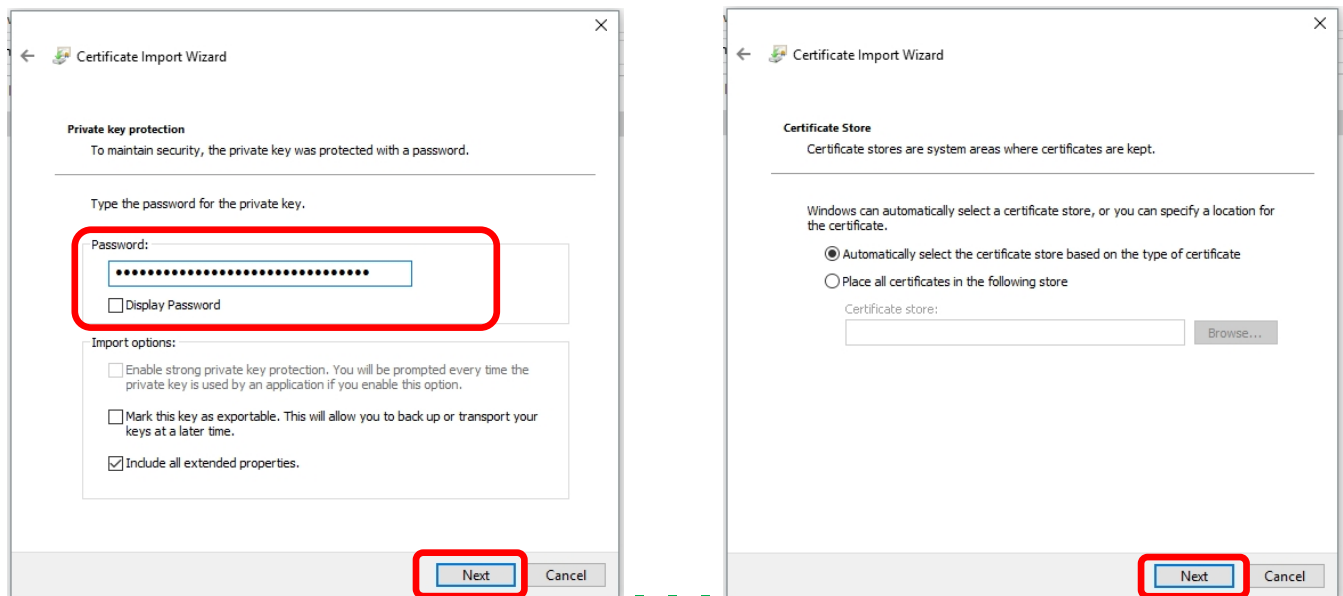 Certificate Import Wizard
Private key protection
To maintain security, the private key was protected with a password.
Type the password for the private key.
Password:
••••••••••••••••••••••••••••••••
Display Password
Import options:
Enable strong private key protection. You will be prompted every time the
private key is used by an application if you enable this option.
Mark this key as exportable. This will allow you to back up or transport your
keys at a later time.
Include all extended properties.
Next Cancel
Certificate Import Wizard
Certificate Store
Certificate stores are system areas where certificates are kept.
Windows can automatically select a certificate store, or you can specify a location for
the certificate.
Automatically select the certificate store based on the type of certificate
Place all certificates in the following store
Certificate store:
Browse...
Next Cancel